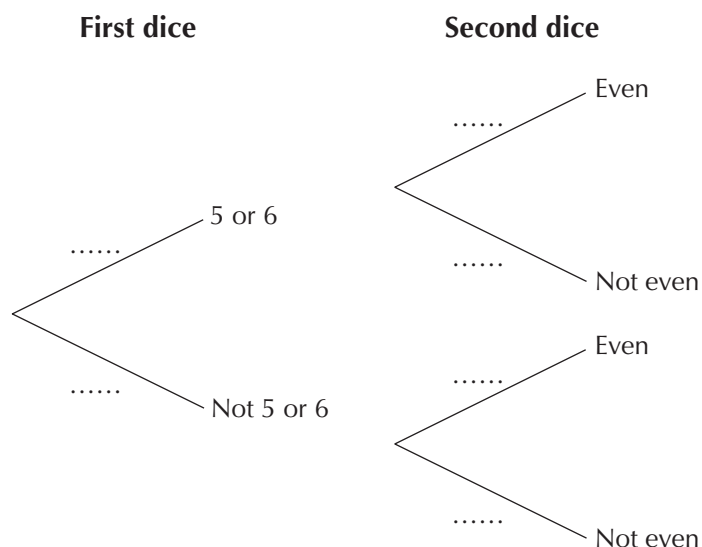 First dice
Second dice
Even
......
5 or 6
......
......
Not even
Even
......
......
Not 5 or 6
......
Not even